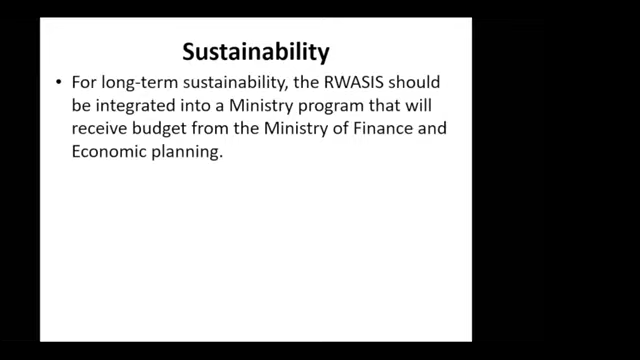 Sustainability
• For long-term sustainability, the RWASIS should
be integrated into a Ministry program that will
receive budget from the Ministry of Finance and
Economic planning.